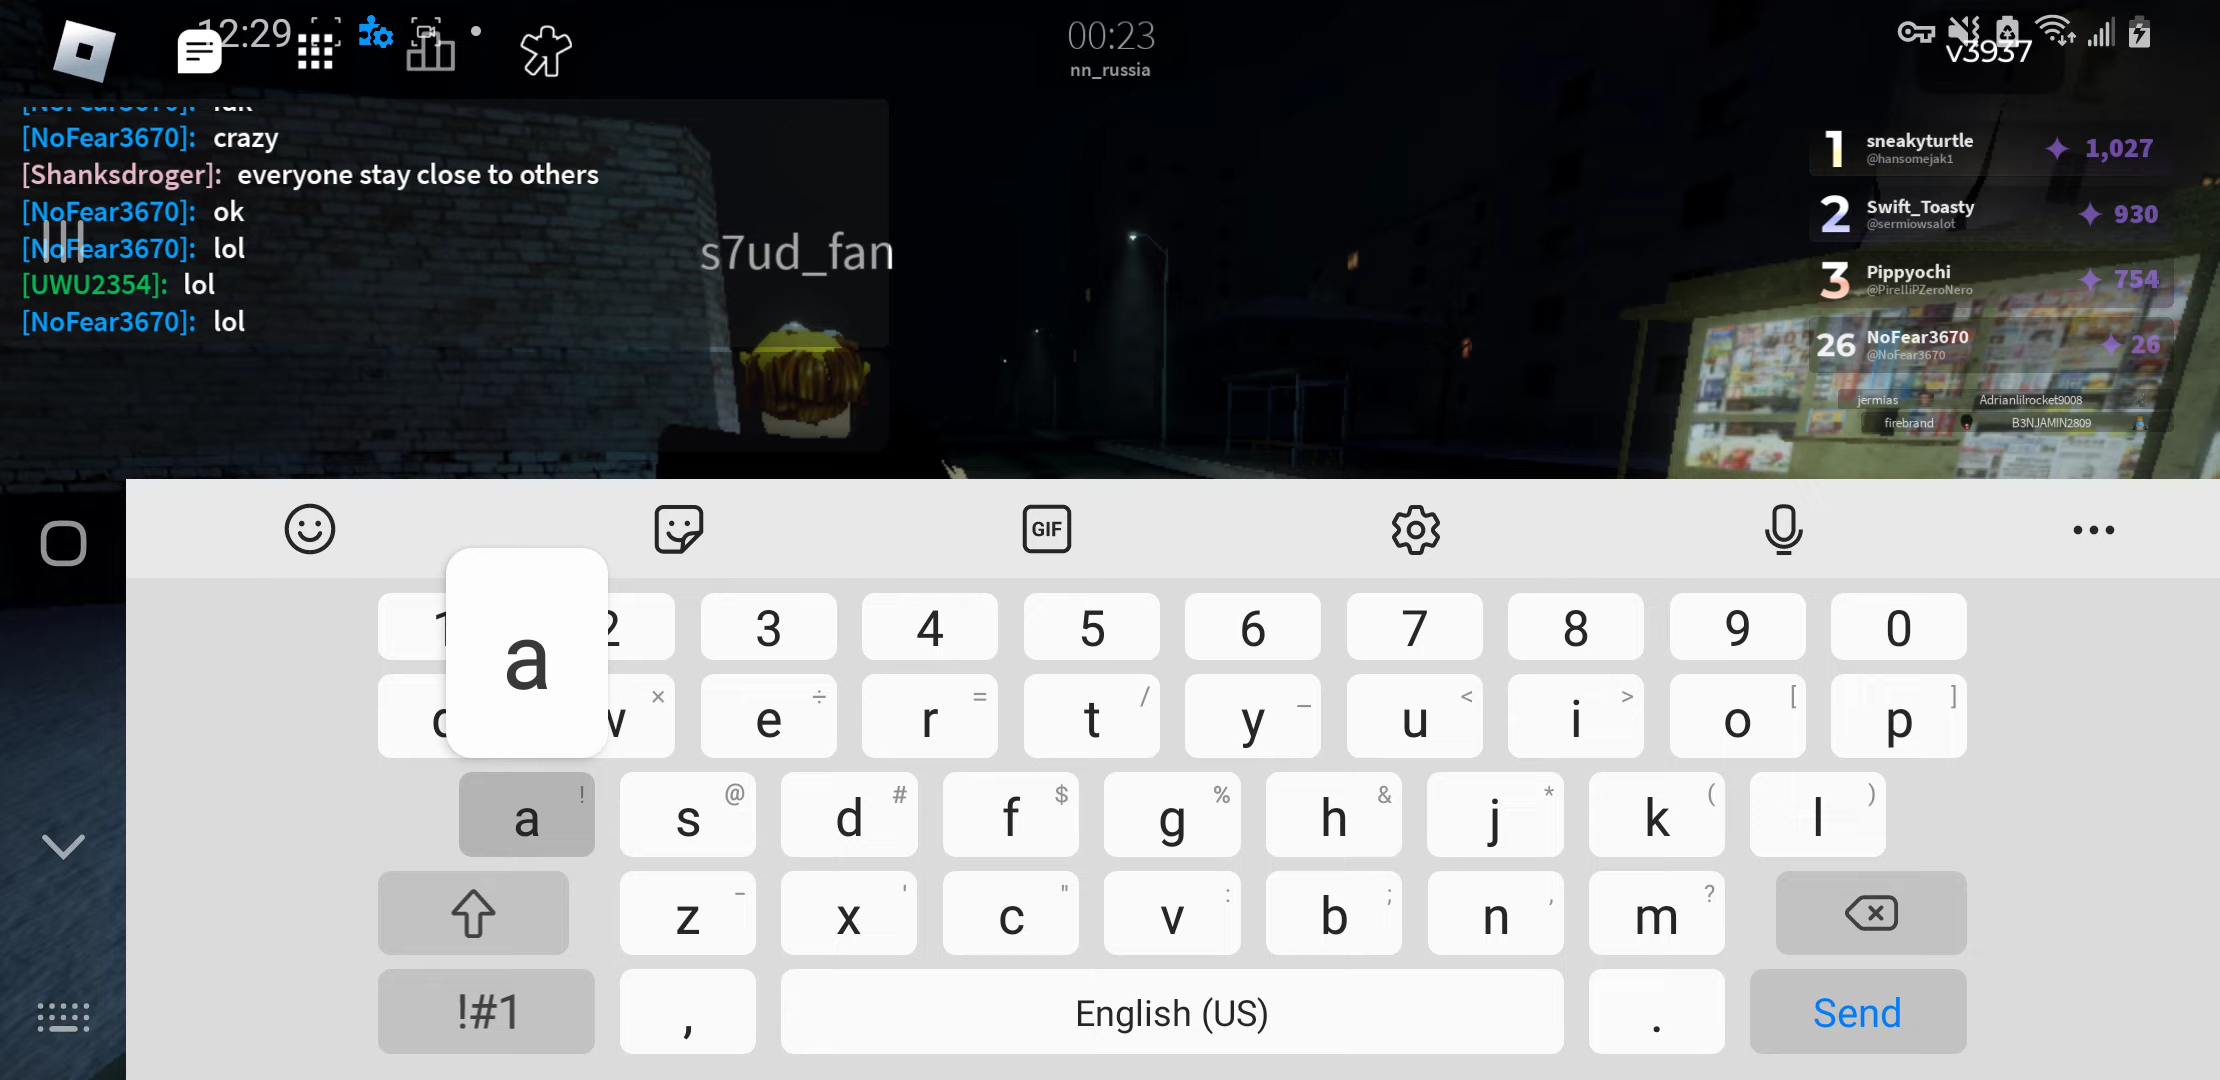 12:29
00:23
nn_russia
v3937
[NoFear3670]: idk
[NoFear3670]: crazy
[Shanksdroger]: everyone stay close to others
[NoFear3670]: ok
[NoFear3670]: lol
[UWU2354]: lol
[NoFear3670]: lol
s7ud_fan
1 sneakyturtle 1,027
@hansomejak1
2 Swift_Toasty 930
@sermiowsalot
3 Pippyochi 754
@PirelliPZeroNero
26 NoFear3670 26
@NoFear3670
jermias Adrianlilrocket9008
firebrand B3NJAMIN2809
GIF
a
1 2 3 4 5 6 7 8 9 0
w × e ÷ r = t / y _ u < i > o [ p ]
a ! s @ d # f $ g % h & j * k ( l )
z - x ' c " v : b ; n , m ?
!#1 , English (US) . Send